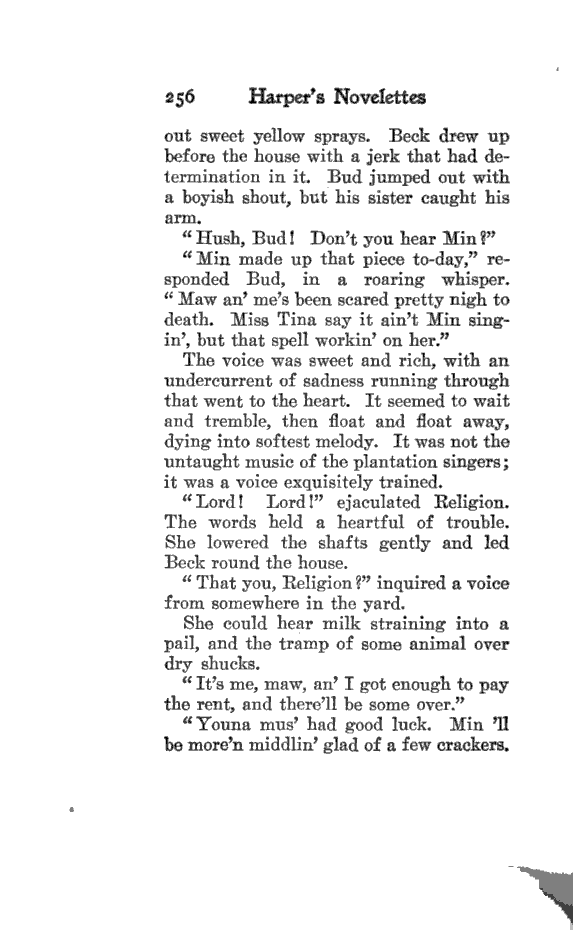 256 Harper's Novelettes
out sweet yellow sprays. Beck drew up
before the house with a jerk that had de-
termination in it. Bud jumped out with
a boyish shout, but his sister caught his
arm.
"Hush, Bud! Don't you hear Min?"
"Min made up that piece to-day," re-
sponded Bud, in a roaring whisper.
"Maw an' me's been scared pretty nigh to
death. Miss Tina say it ain't Min sing-
in', but that spell workin' on her."
The voice was sweet and rich, with an
undercurrent of sadness running through
that went to the heart. It seemed to wait
and tremble, then float and float away,
dying into softest melody. It was not the
untaught music of the plantation singers;
it was a voice exquisitely trained.
"Lord! Lord!" ejaculated Religion.
The words held a heartful of trouble.
She lowered the shafts gently and led
Beck round the house.
"That you, Religion?" inquired a voice
from somewhere in the yard.
She could hear milk straining into a
pail, and the tramp of some animal over
dry shucks.
"It's me, maw, an' I got enough to pay
the rent, and there'll be some over."
"Youna mus' had good luck. Min 'll
be more'n middlin' glad of a few crackers.